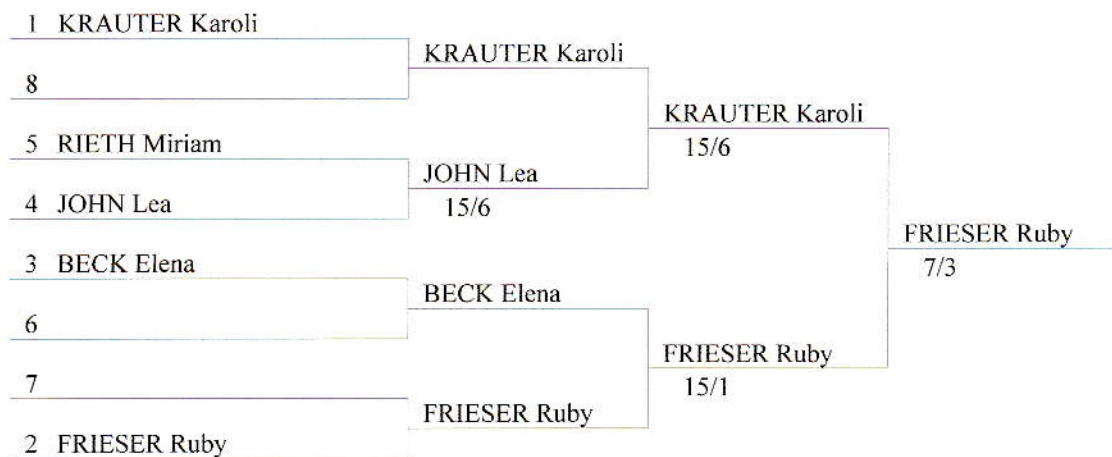 1 KRAUTER Karoli
KRAUTER Karoli
8
KRAUTER Karoli
15/6
5 RIETH Miriam
JOHN Lea
15/6
4 JOHN Lea
FRIESER Ruby
7/3
3 BECK Elena
BECK Elena
6
FRIESER Ruby
15/1
7
FRIESER Ruby
2 FRIESER Ruby